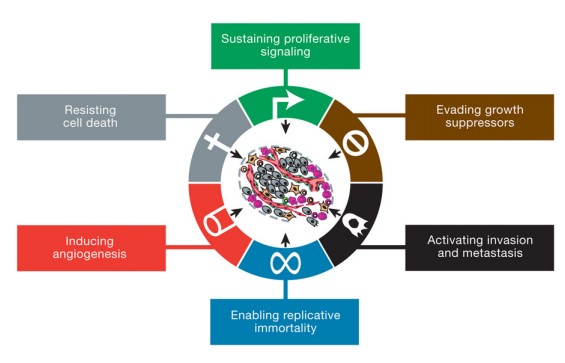 Sustaining proliferative
signaling
Resisting
cell death
Evading growth
suppressors
Inducing
angiogenesis
Activating invasion
and metastasis
Enabling replicative
immortality